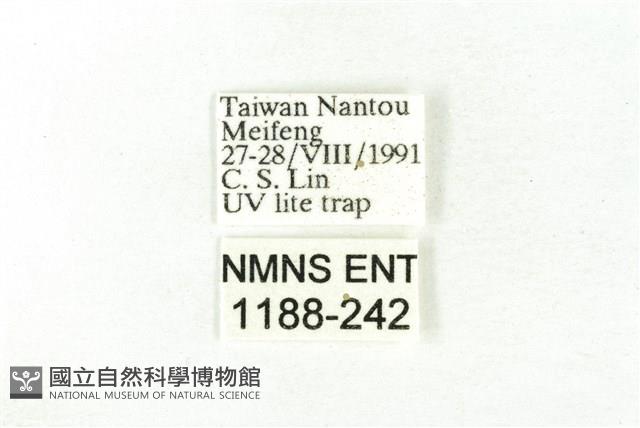 Taiwan Nantou
Meifeng
27-28/VIII/1991
C. S. Lin
UV lite trap
NMNS ENT
1188-242
國立自然科學博物館
NATIONAL MUSEUM OF NATURAL SCIENCE